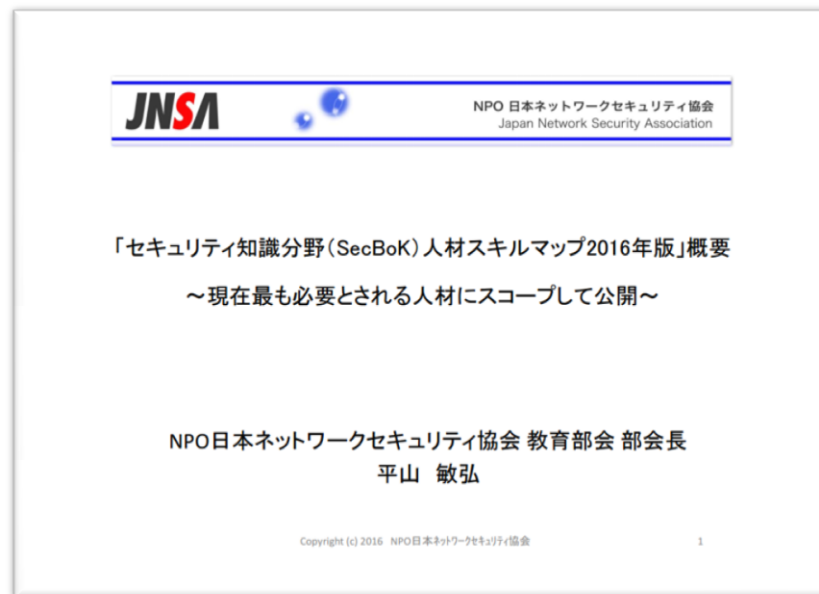 JNSA
NPO 日本ネットワークセキュリティ協会
Japan Network Security Association
「セキュリティ知識分野(SecBoK)人材スキルマップ2016年版」概要
～現在最も必要とされる人材にスコープして公開～
NPO日本ネットワークセキュリティ協会 教育部会 部会長
平山　敏弘
Copyright (c) 2016 NPO日本ネットワークセキュリティ協会
1